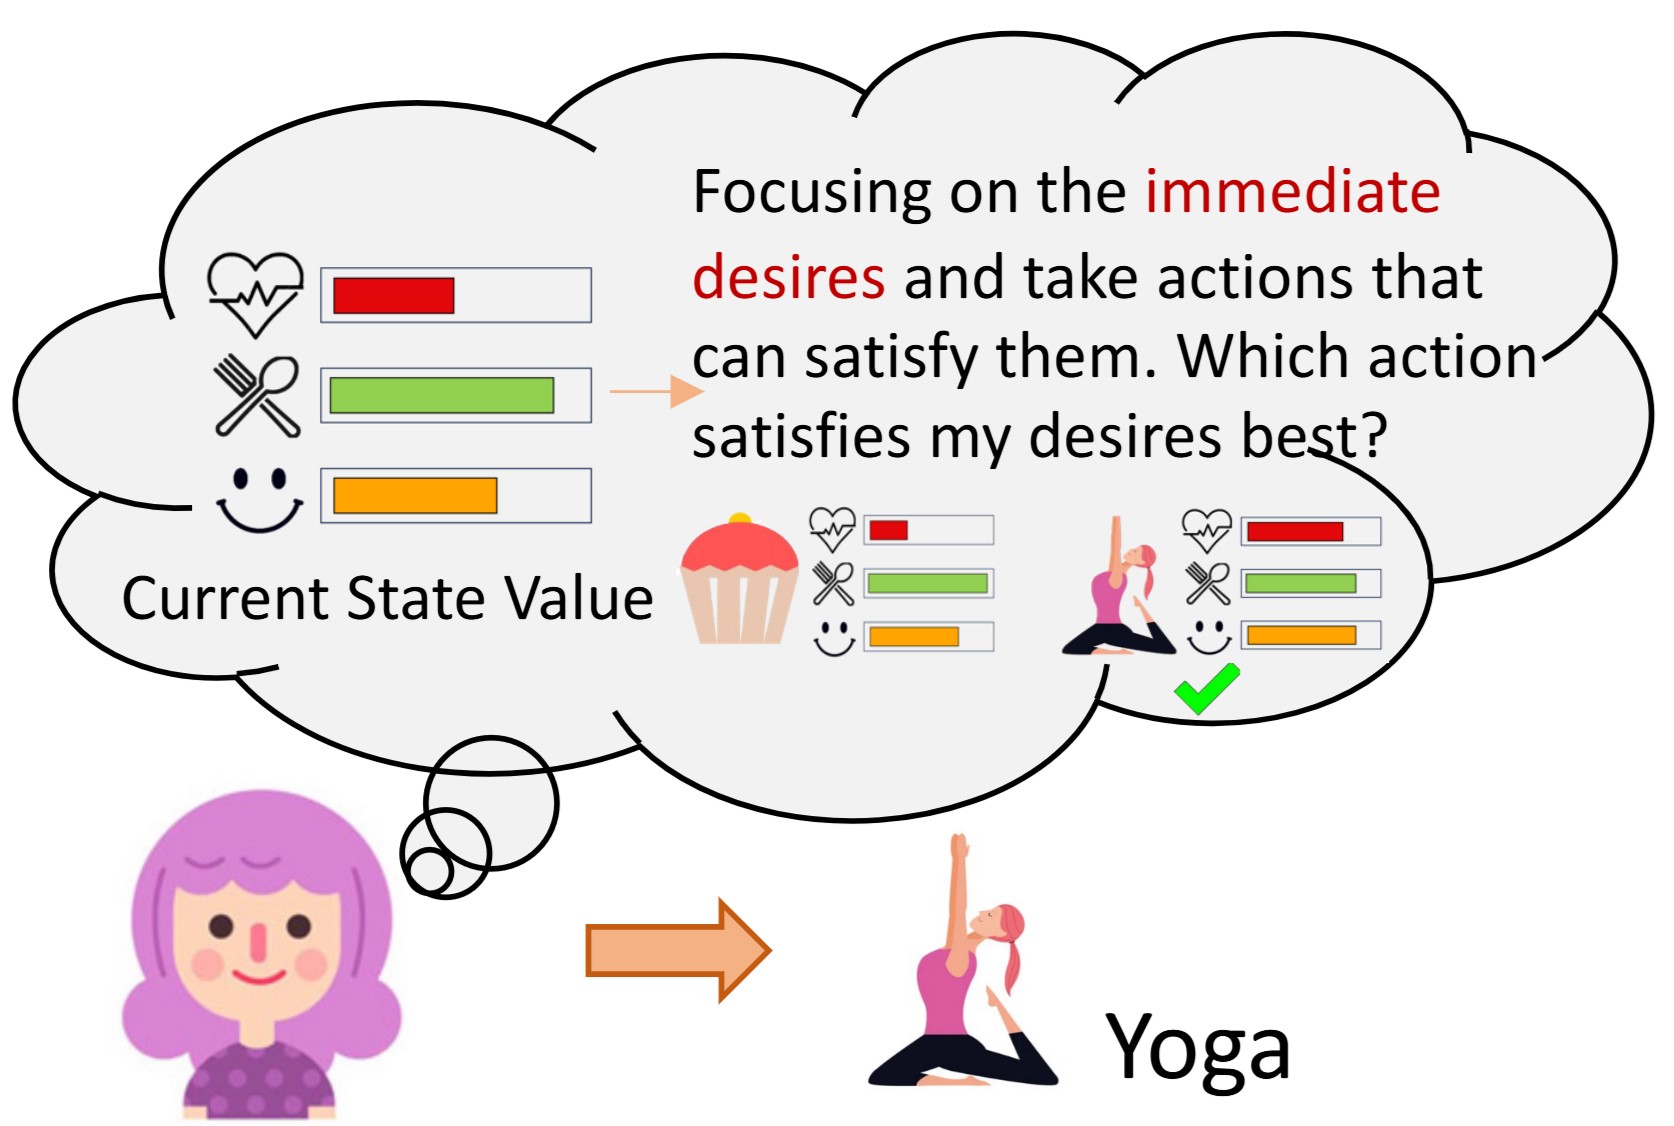 Focusing on the immediate
desires and take actions that
can satisfy them. Which action
satisfies my desires best?
Current State Value
Yoga